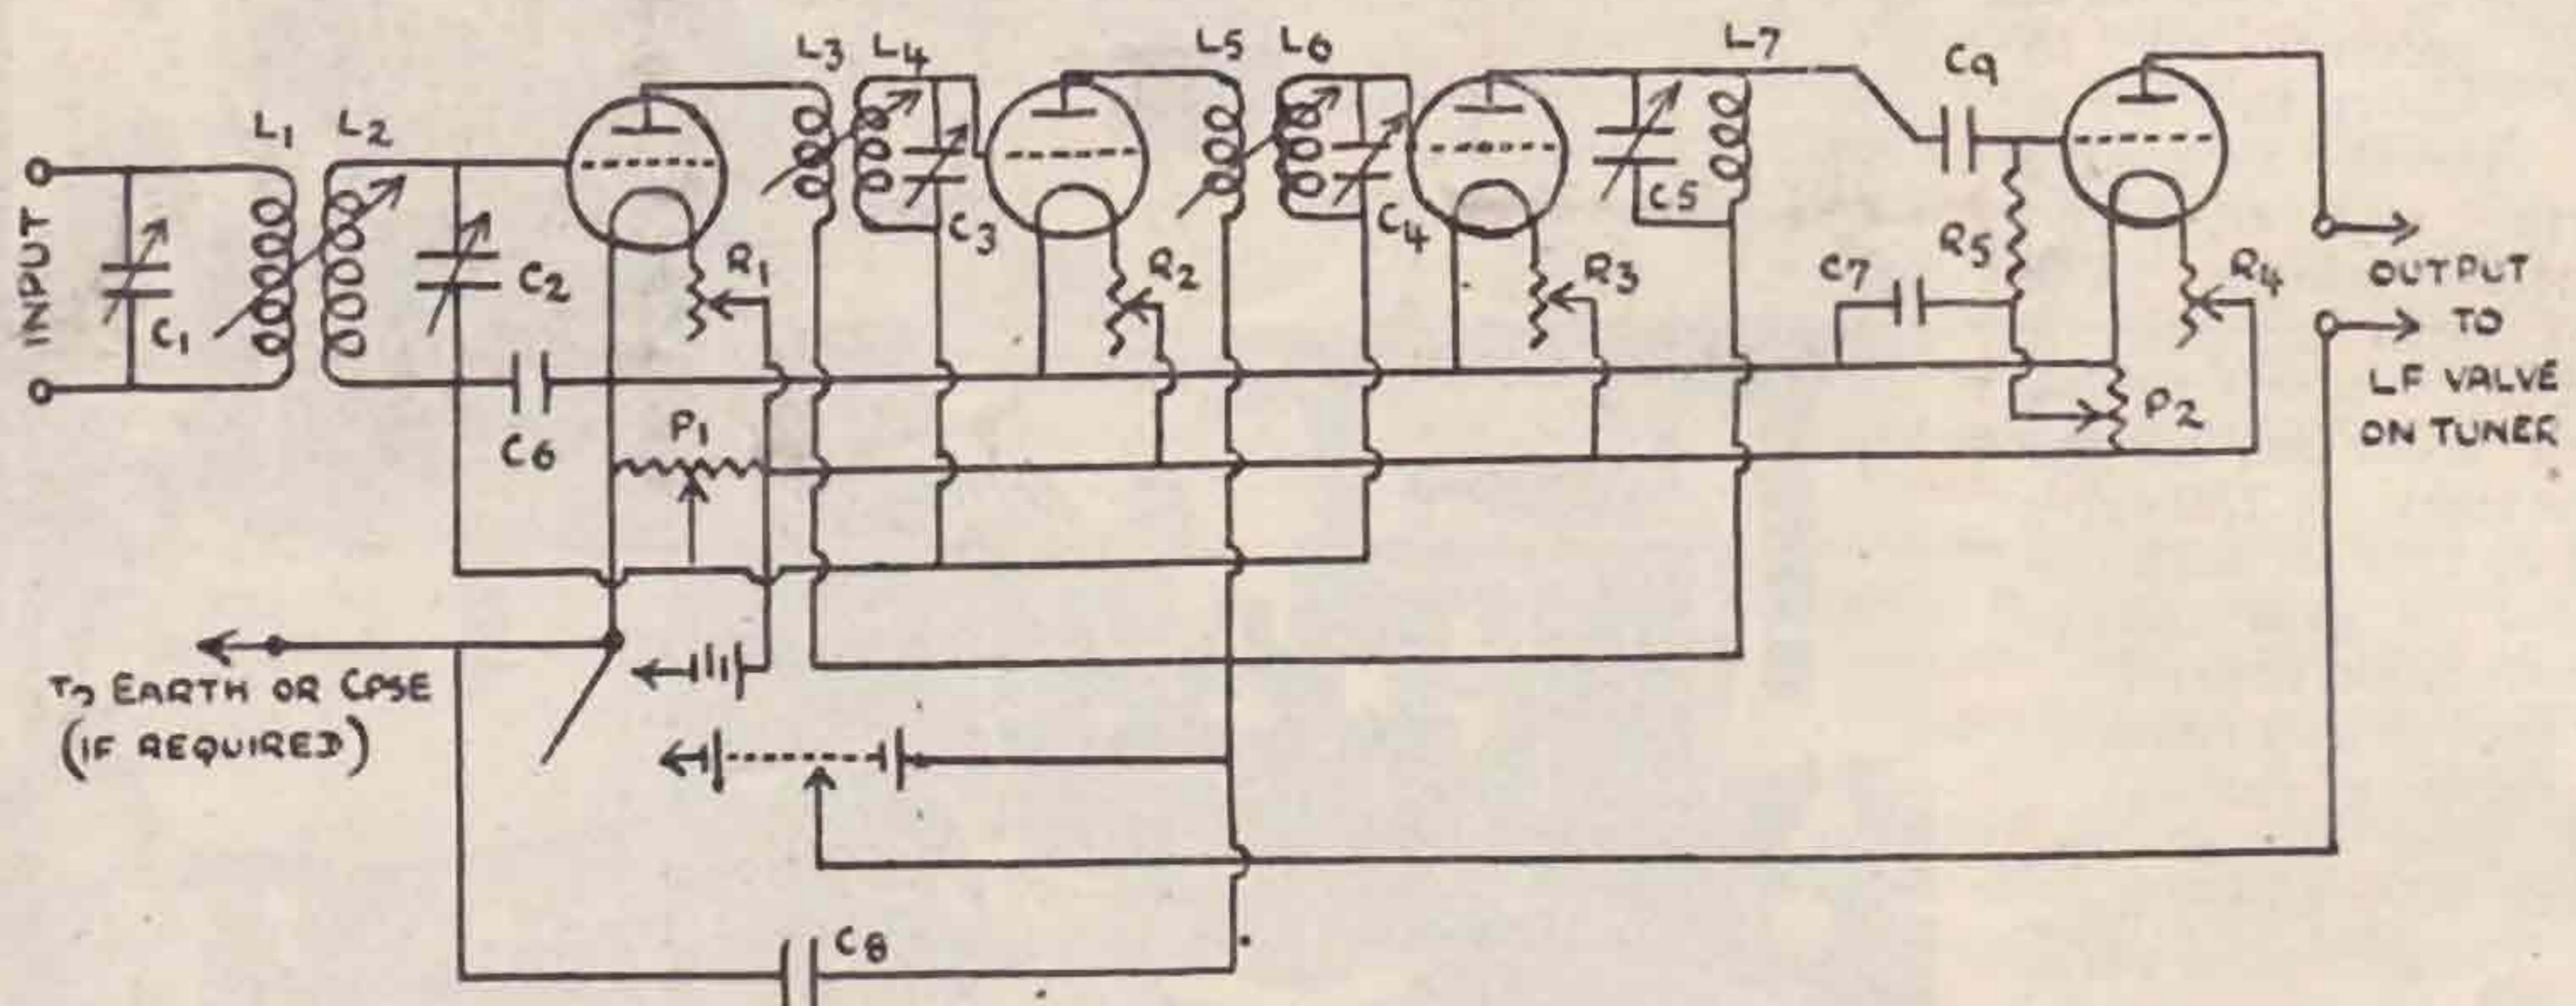 L3 L4
L5 L6
L7
C9
L1 L2
INPUT
C1
C2
R1
C3
R2
C4
R3
C5
C7
R5
R4
OUTPUT
TO
LF VALVE
ON TUNER
P2
C6
P1
TO EARTH OR CASE
(IF REQUIRED)
C8